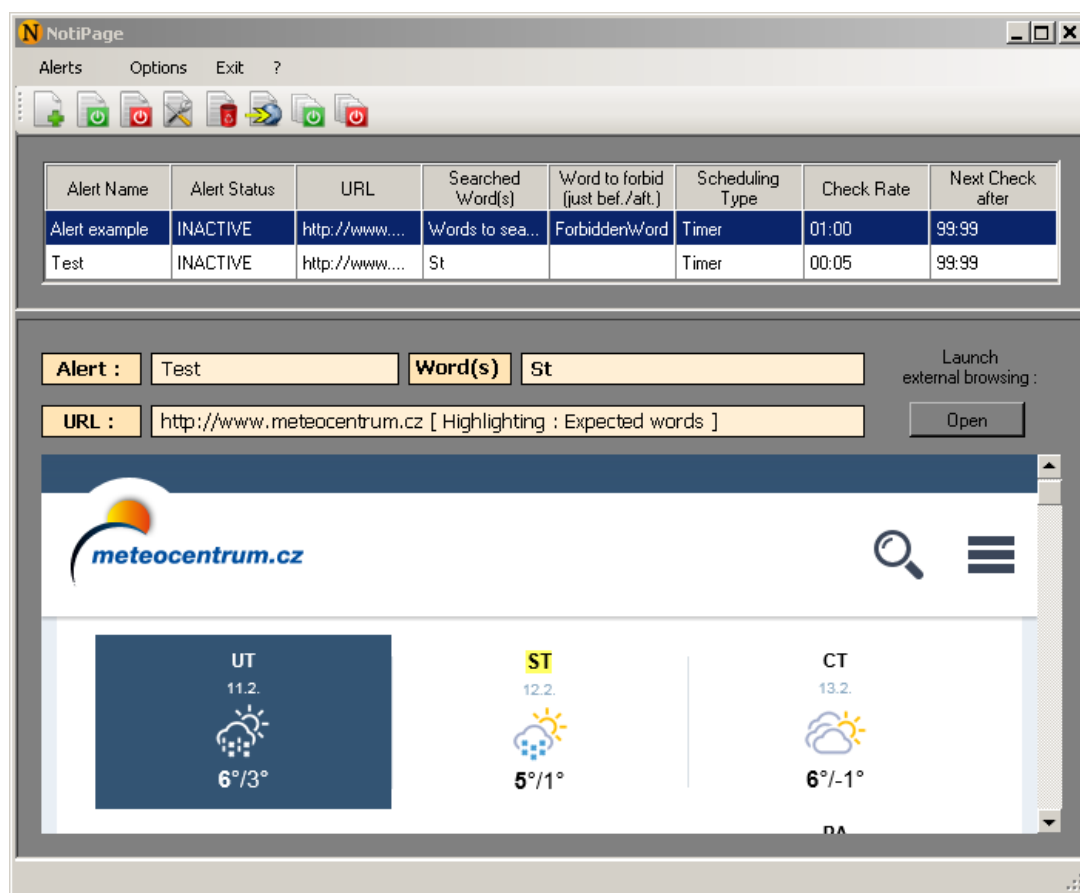 N NotiPage
Alerts Options Exit ?
Alert Name Alert Status URL Searched Word(s) Word to forbid (just bef./aft.) Scheduling Type Check Rate Next Check after
Alert example INACTIVE http://www.... Words to sea... ForbiddenWord Timer 01:00 99:99
Test INACTIVE http://www.... St Timer 00:05 99:99
Alert : Test Word(s) St
Launch
external browsing :
URL : http://www.meteocentrum.cz [ Highlighting : Expected words ] Open
meteocentrum.cz
UT ST CT
11.2. 12.2. 13.2.
6°/3° 5°/1° 6°/-1°
PA